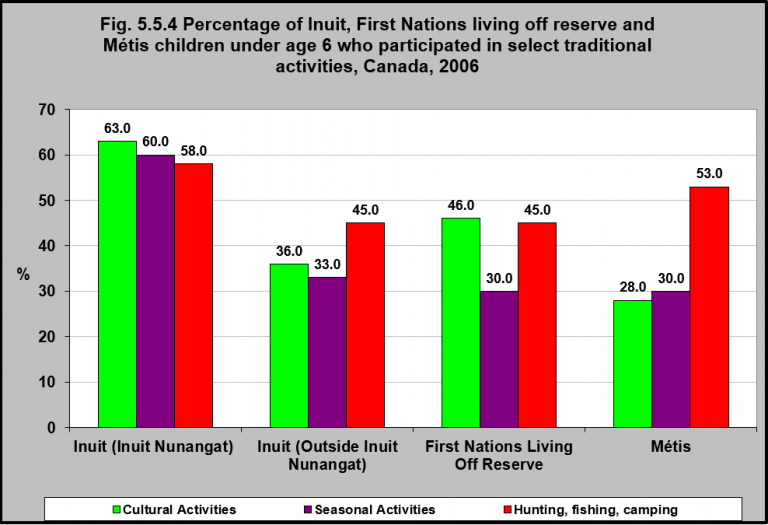 Fig. 5.5.4 Percentage of Inuit, First Nations living off reserve and
Métis children under age 6 who participated in select traditional
activities, Canada, 2006
70
60
50
40
30
20
10
0
%
63.0
60.0
58.0
36.0
33.0
45.0
46.0
30.0
45.0
28.0
30.0
53.0
Inuit (Inuit Nunangat)
Inuit (Outside Inuit
Nunangat)
First Nations Living
Off Reserve
Métis
Cultural Activities
Seasonal Activities
Hunting, fishing, camping